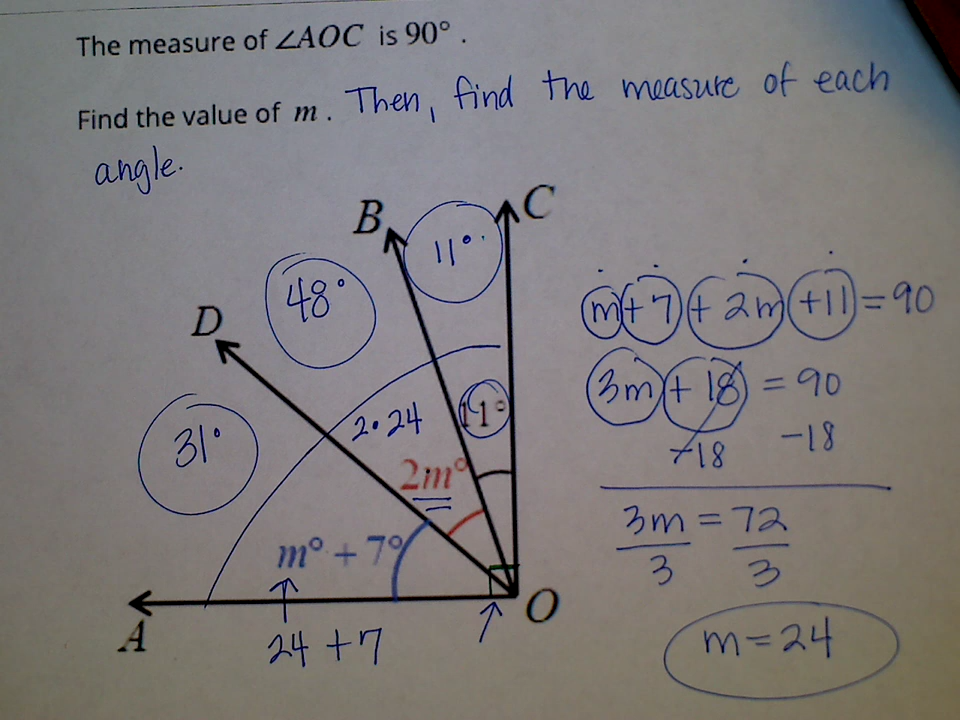 The measure of ∠AOC is 90° .
Find the value of m . Then, find the measure of each
angle.
B
11°
C
48°
D
m + 7 + 2m + 11 = 90
3m + 18 = 90
-18 -18
31°
2·24
11°
2m°
3m = 72
3 3
m° + 7°
A
O
24 + 7
m = 24